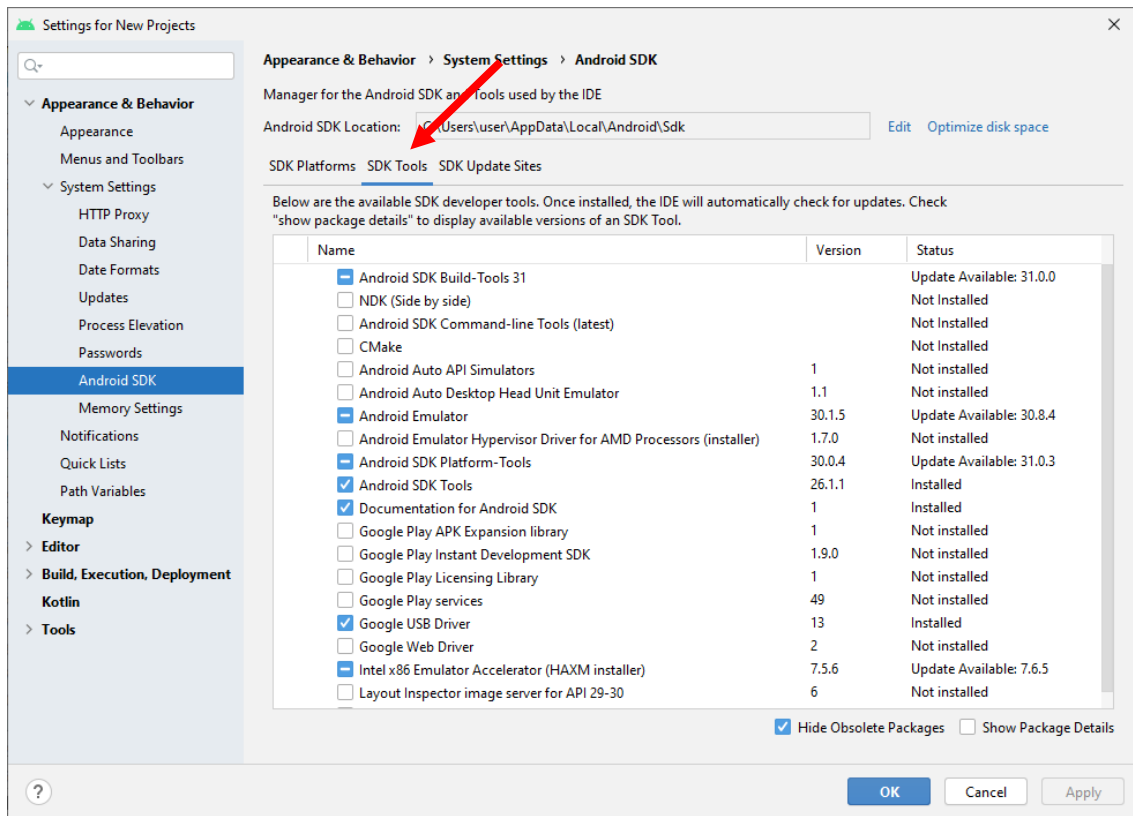 Settings for New Projects
Appearance & Behavior
Appearance
Menus and Toolbars
System Settings
HTTP Proxy
Data Sharing
Date Formats
Updates
Process Elevation
Passwords
Android SDK
Memory Settings
Notifications
Quick Lists
Path Variables
Keymap
Editor
Build, Execution, Deployment
Kotlin
Tools
Appearance & Behavior > System Settings > Android SDK
Manager for the Android SDK and Tools used by the IDE
Android SDK Location: C:\Users\user\AppData\Local\Android\Sdk Edit Optimize disk space
SDK Platforms SDK Tools SDK Update Sites
Below are the available SDK developer tools. Once installed, the IDE will automatically check for updates. Check
"show package details" to display available versions of an SDK Tool.
Name Version Status
Android SDK Build-Tools 31 Update Available: 31.0.0
NDK (Side by side) Not Installed
Android SDK Command-line Tools (latest) Not Installed
CMake Not Installed
Android Auto API Simulators 1 Not installed
Android Auto Desktop Head Unit Emulator 1.1 Not installed
Android Emulator 30.1.5 Update Available: 30.8.4
Android Emulator Hypervisor Driver for AMD Processors (installer) 1.7.0 Not installed
Android SDK Platform-Tools 30.0.4 Update Available: 31.0.3
Android SDK Tools 26.1.1 Installed
Documentation for Android SDK 1 Installed
Google Play APK Expansion library 1 Not installed
Google Play Instant Development SDK 1.9.0 Not installed
Google Play Licensing Library 1 Not installed
Google Play services 49 Not installed
Google USB Driver 13 Installed
Google Web Driver 2 Not installed
Intel x86 Emulator Accelerator (HAXM installer) 7.5.6 Update Available: 7.6.5
Layout Inspector image server for API 29-30 6 Not installed
Hide Obsolete Packages Show Package Details
? OK Cancel Apply